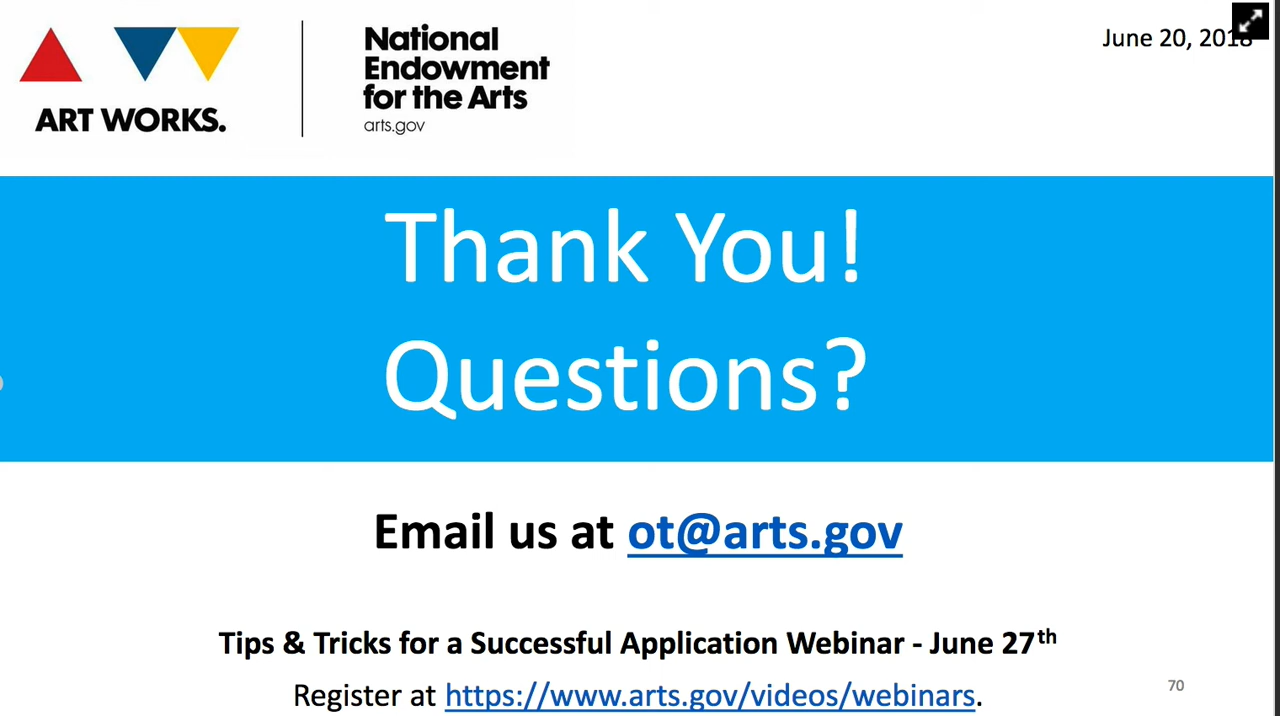 ART WORKS.
National
Endowment
for the Arts
arts.gov
June 20, 2018
Thank You!
Questions?
Email us at ot@arts.gov
Tips & Tricks for a Successful Application Webinar - June 27th
Register at https://www.arts.gov/videos/webinars.
70